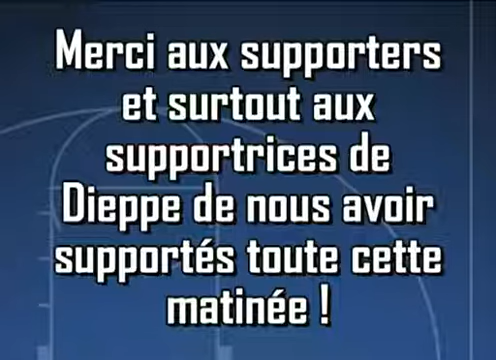 Merci aux supporters
et surtout aux
supportrices de
Dieppe de nous avoir
supportés toute cette
matinée !